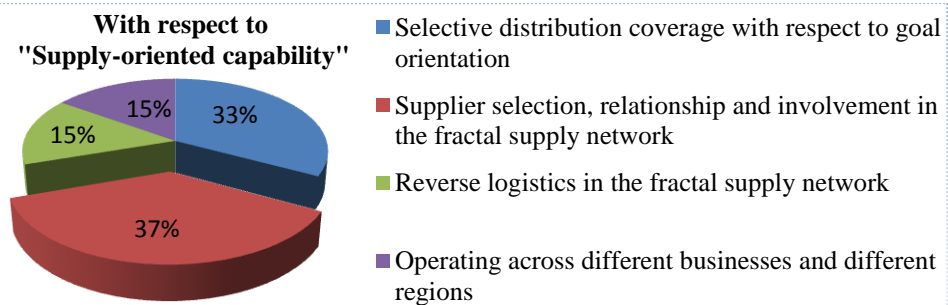 With respect to
"Supply-oriented capability"
33%
37%
15%
15%
Selective distribution coverage with respect to goal
orientation
Supplier selection, relationship and involvement in
the fractal supply network
Reverse logistics in the fractal supply network
Operating across different businesses and different
regions